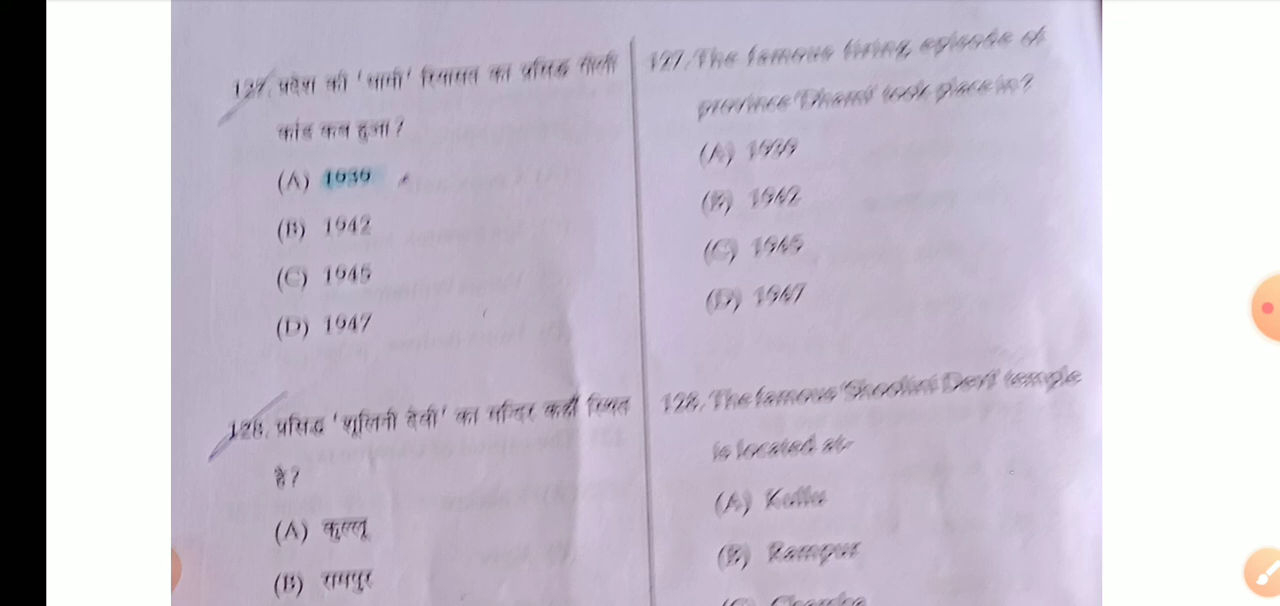 127. प्रदेश की 'धामी' रियासत का प्रसिद्ध गोली
कांड कब हुआ?
(A) 1939
(B) 1942
(C) 1945
(D) 1947
128. प्रसिद्ध 'शूलिनी देवी' का मन्दिर कहाँ स्थित
है?
(A) कुल्लू
(B) रामपुर
127. The famous firing episode of
province 'Dhami' took place in?
(A) 1939
(B) 1942
(C) 1945
(D) 1947
128. The famous 'Shoolini Devi' temple
is located at-
(A) Kullu
(B) Rampur